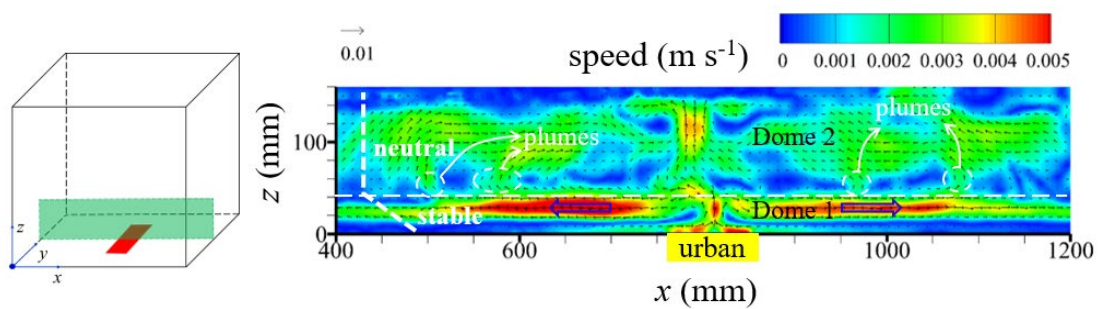 z
y
x
0.01
speed (m s-1)
0 0.001 0.002 0.003 0.004 0.005
z (mm)
100
0
neutral
plumes
Dome 2
plumes
stable
Dome 1
400 600 1000 1200
urban
x (mm)